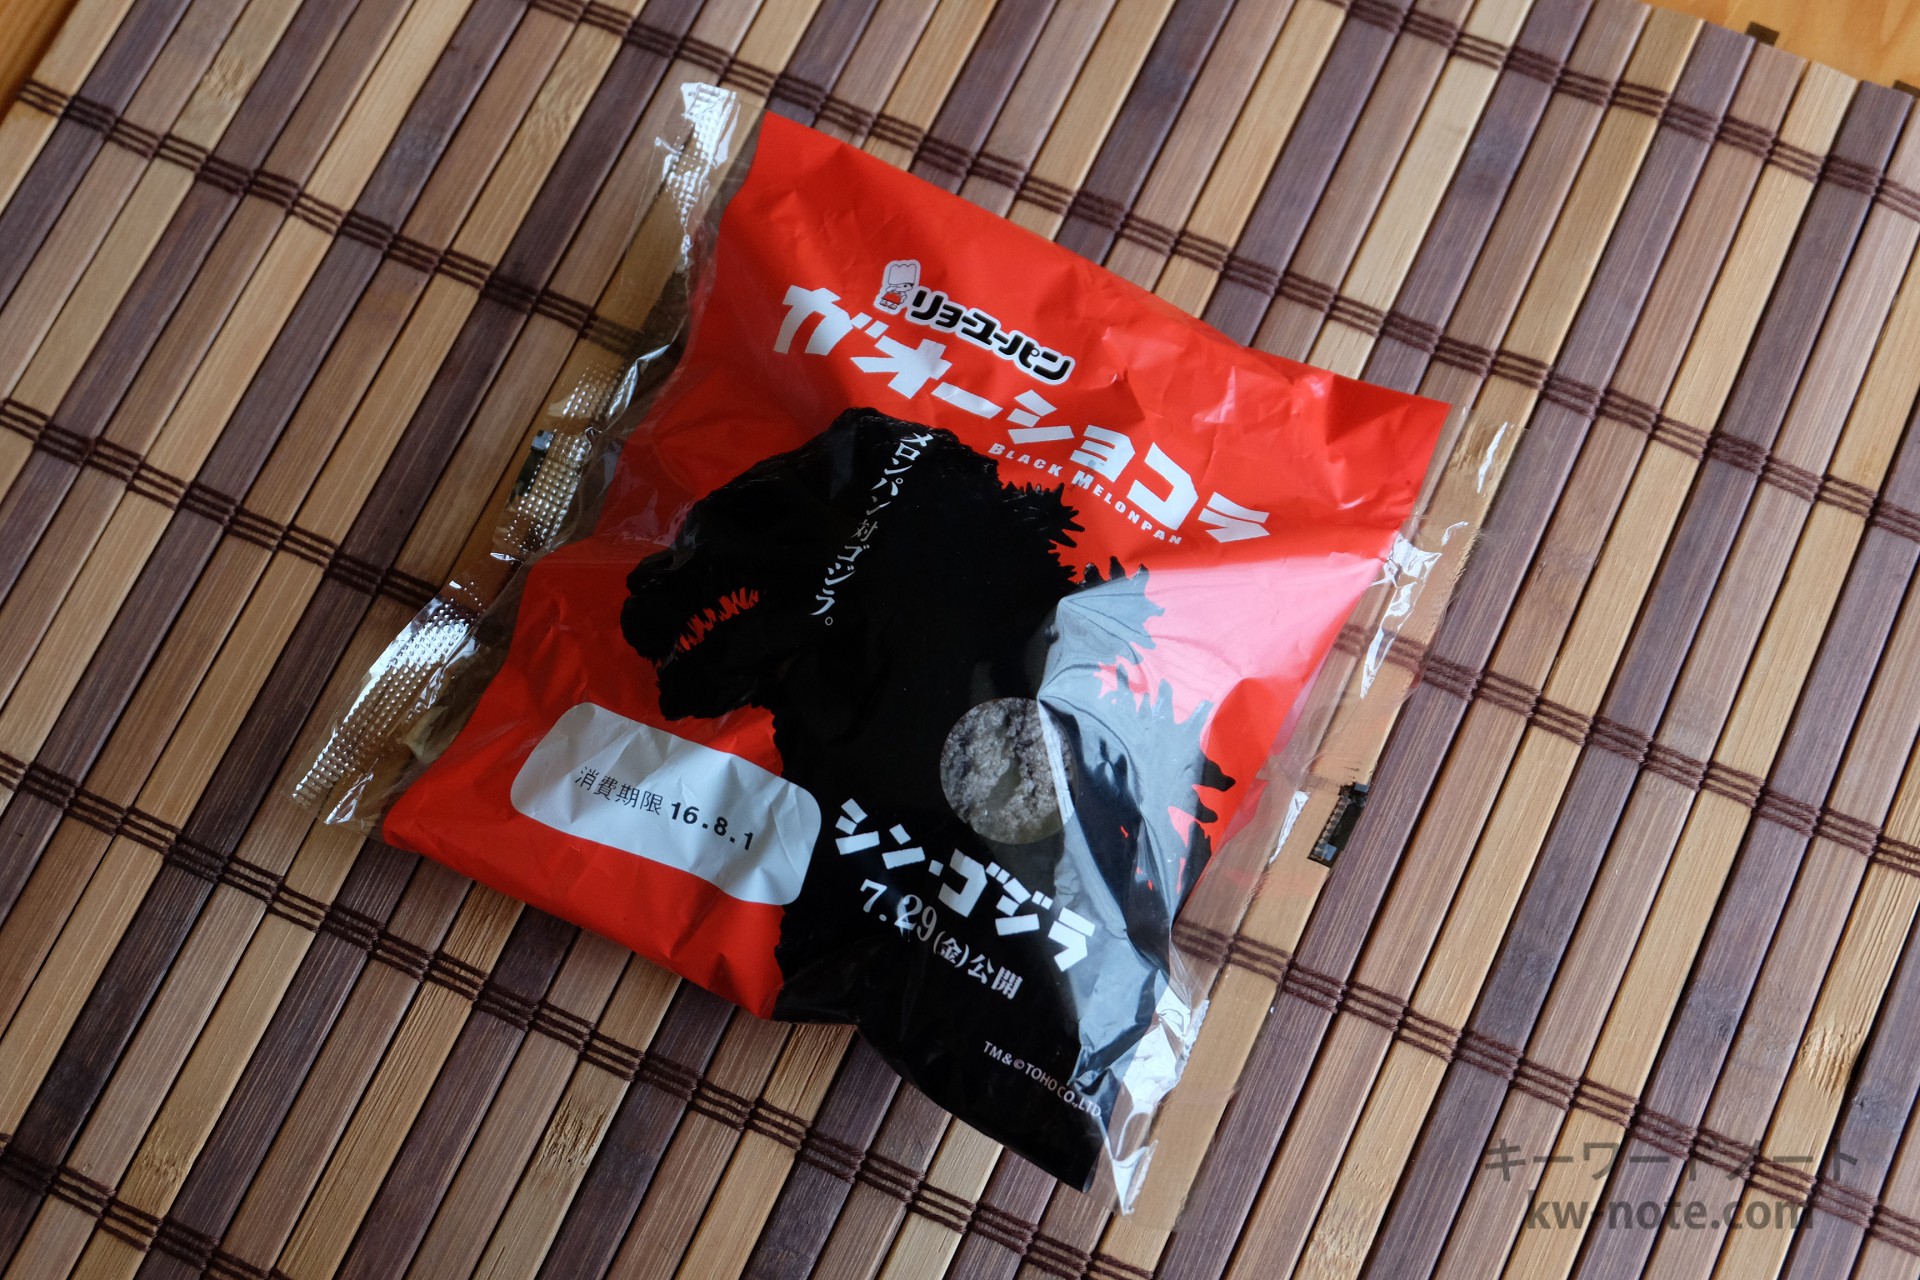 リョーユーパン
ガオーショコラ
BLACK MELONPAN
メロンパン対ゴジラ。
消費期限 16.8.1
シン・ゴジラ
7.29(金)公開
TM&©TOHO CO.,LTD.
キーワードノート
kw-note.com